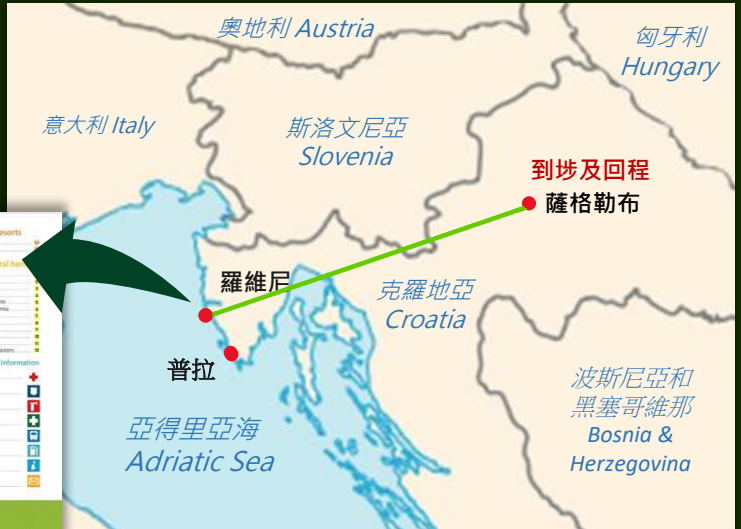 奧地利 Austria
匈牙利
Hungary
意大利 Italy
斯洛文尼亞
Slovenia
到埗及回程
薩格勒布
esorts
羅維尼
克羅地亞
Croatia
普拉
Information
亞得里亞海
Adriatic Sea
波斯尼亞和
黑塞哥維那
Bosnia &
Herzegovina